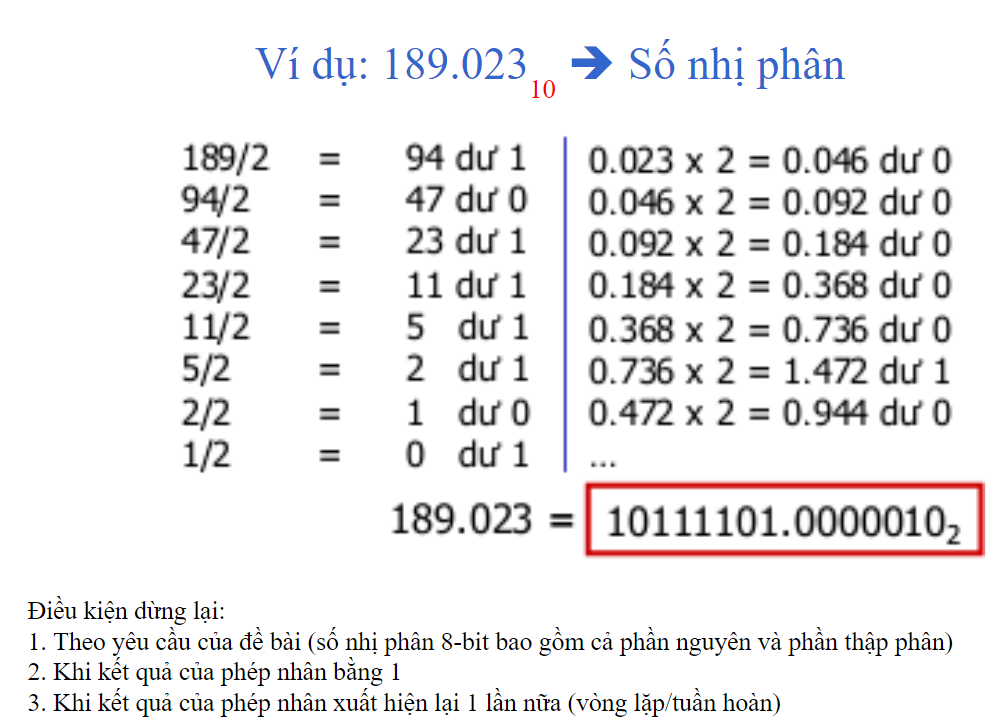 Ví dụ: 189.023₁₀ → Số nhị phân
189/2 = 94 dư 1
94/2 = 47 dư 0
47/2 = 23 dư 1
23/2 = 11 dư 1
11/2 = 5 dư 1
5/2 = 2 dư 1
2/2 = 1 dư 0
1/2 = 0 dư 1
0.023 x 2 = 0.046 dư 0
0.046 x 2 = 0.092 dư 0
0.092 x 2 = 0.184 dư 0
0.184 x 2 = 0.368 dư 0
0.368 x 2 = 0.736 dư 0
0.736 x 2 = 1.472 dư 1
0.472 x 2 = 0.944 dư 0
...
189.023 = 10111101.0000010₂
Điều kiện dừng lại:
1. Theo yêu cầu của đề bài (số nhị phân 8-bit bao gồm cả phần nguyên và phần thập phân)
2. Khi kết quả của phép nhân bằng 1
3. Khi kết quả của phép nhân xuất hiện lại 1 lần nữa (vòng lặp/tuần hoàn)